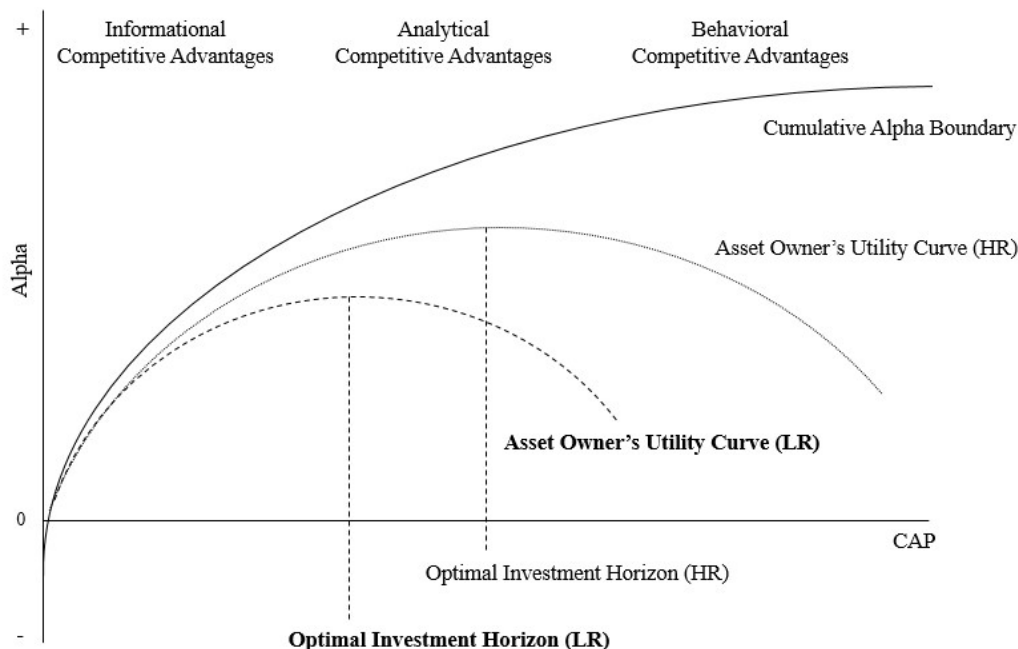 +
Informational
Competitive Advantages
Analytical
Competitive Advantages
Behavioral
Competitive Advantages
Cumulative Alpha Boundary
Asset Owner’s Utility Curve (HR)
Alpha
Asset Owner’s Utility Curve (LR)
0
CAP
Optimal Investment Horizon (HR)
-
Optimal Investment Horizon (LR)